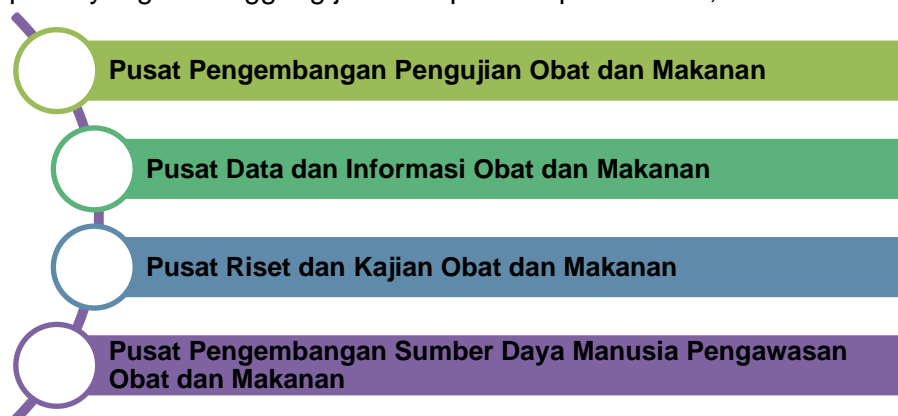 Pusat Pengembangan Pengujian Obat dan Makanan
Pusat Data dan Informasi Obat dan Makanan
Pusat Riset dan Kajian Obat dan Makanan
Pusat Pengembangan Sumber Daya Manusia Pengawasan
Obat dan Makanan